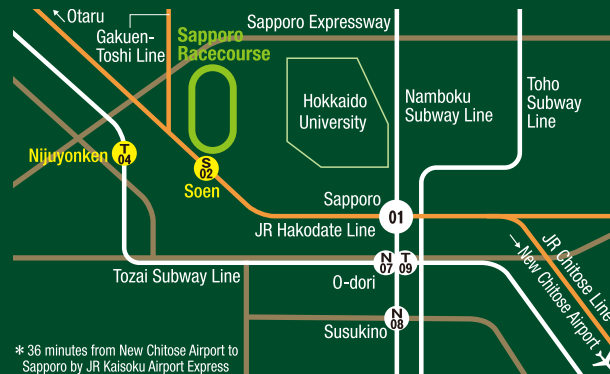 Otaru
Gakuen-
Toshi Line
Sapporo
Racecourse
Sapporo Expressway
Hokkaido
University
Namboku
Subway Line
Toho
Subway
Line
Nijuyonken
T
04
S
02
Soen
Sapporo
01
JR Hakodate Line
Tozai Subway Line
N
07
T
09
O-dori
N
08
Susukino
JR Chitose Line
→New Chitose Airport
* 36 minutes from New Chitose Airport to
Sapporo by JR Kaisoku Airport Express